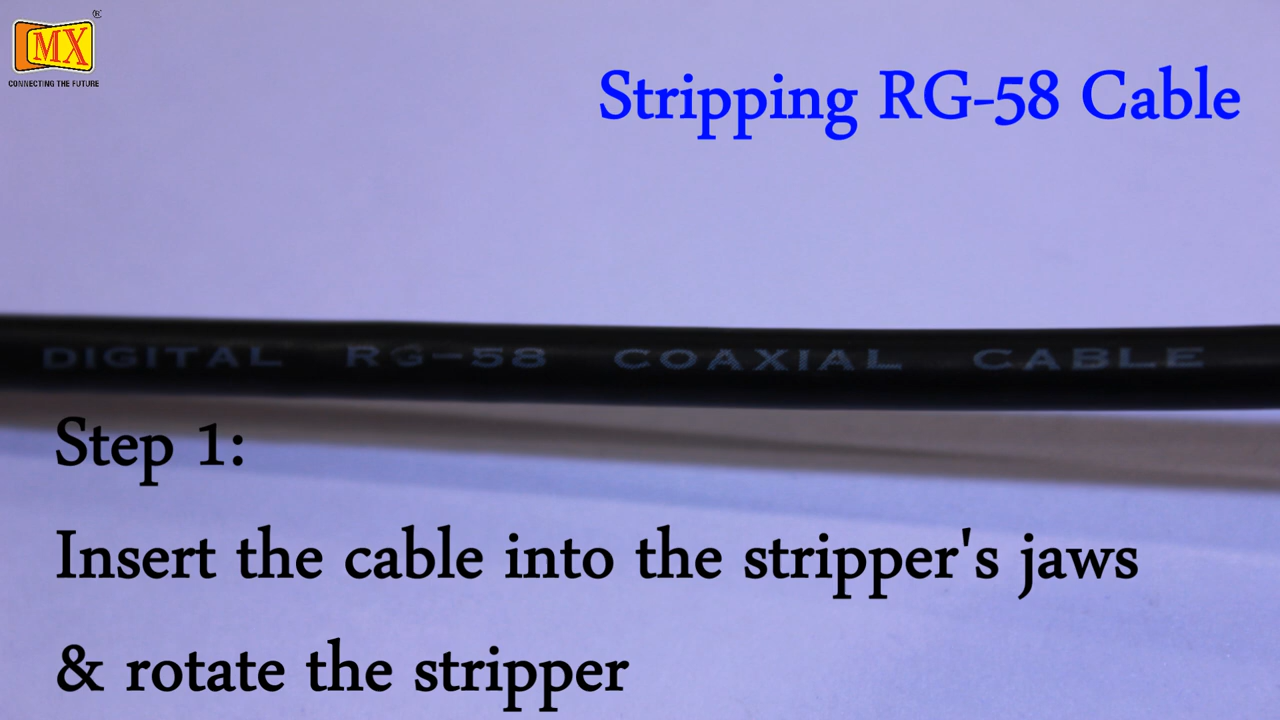 MX
®
CONNECTING THE FUTURE
Stripping RG-58 Cable
DIGITAL RG-58 COAXIAL CABLE
Step 1:
Insert the cable into the stripper's jaws
& rotate the stripper